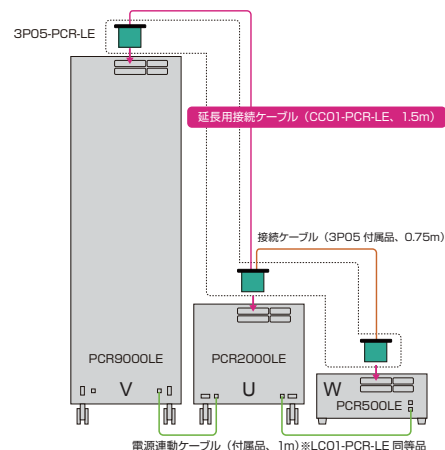 3P05-PCR-LE
延長用接続ケーブル（CC01-PCR-LE、1.5m）
接続ケーブル（3P05 付属品、0.75m）
PCR9000LE
PCR2000LE
V
U
W
PCR500LE
電源連動ケーブル（付属品、1m）※LC01-PCR-LE 同等品